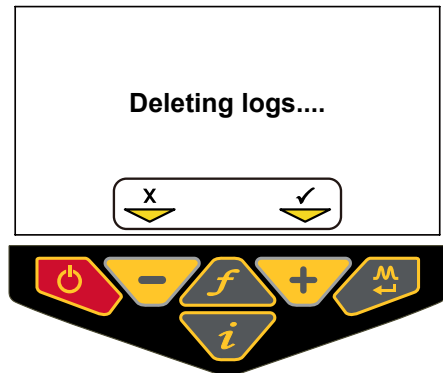 Deleting logs....
X ✓
− f +
i